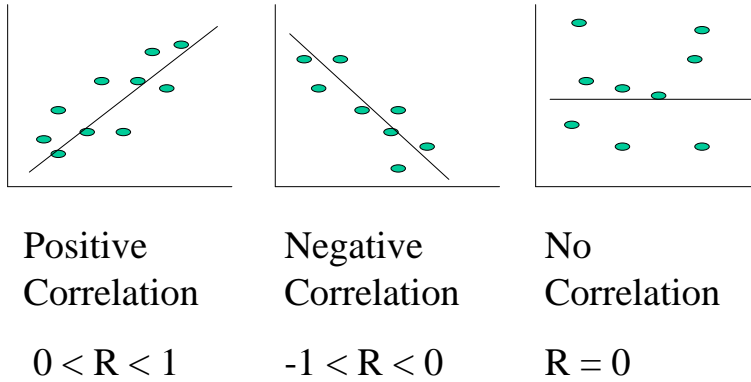 Positive
Correlation
0 < R < 1
Negative
Correlation
-1 < R < 0
No
Correlation
R = 0